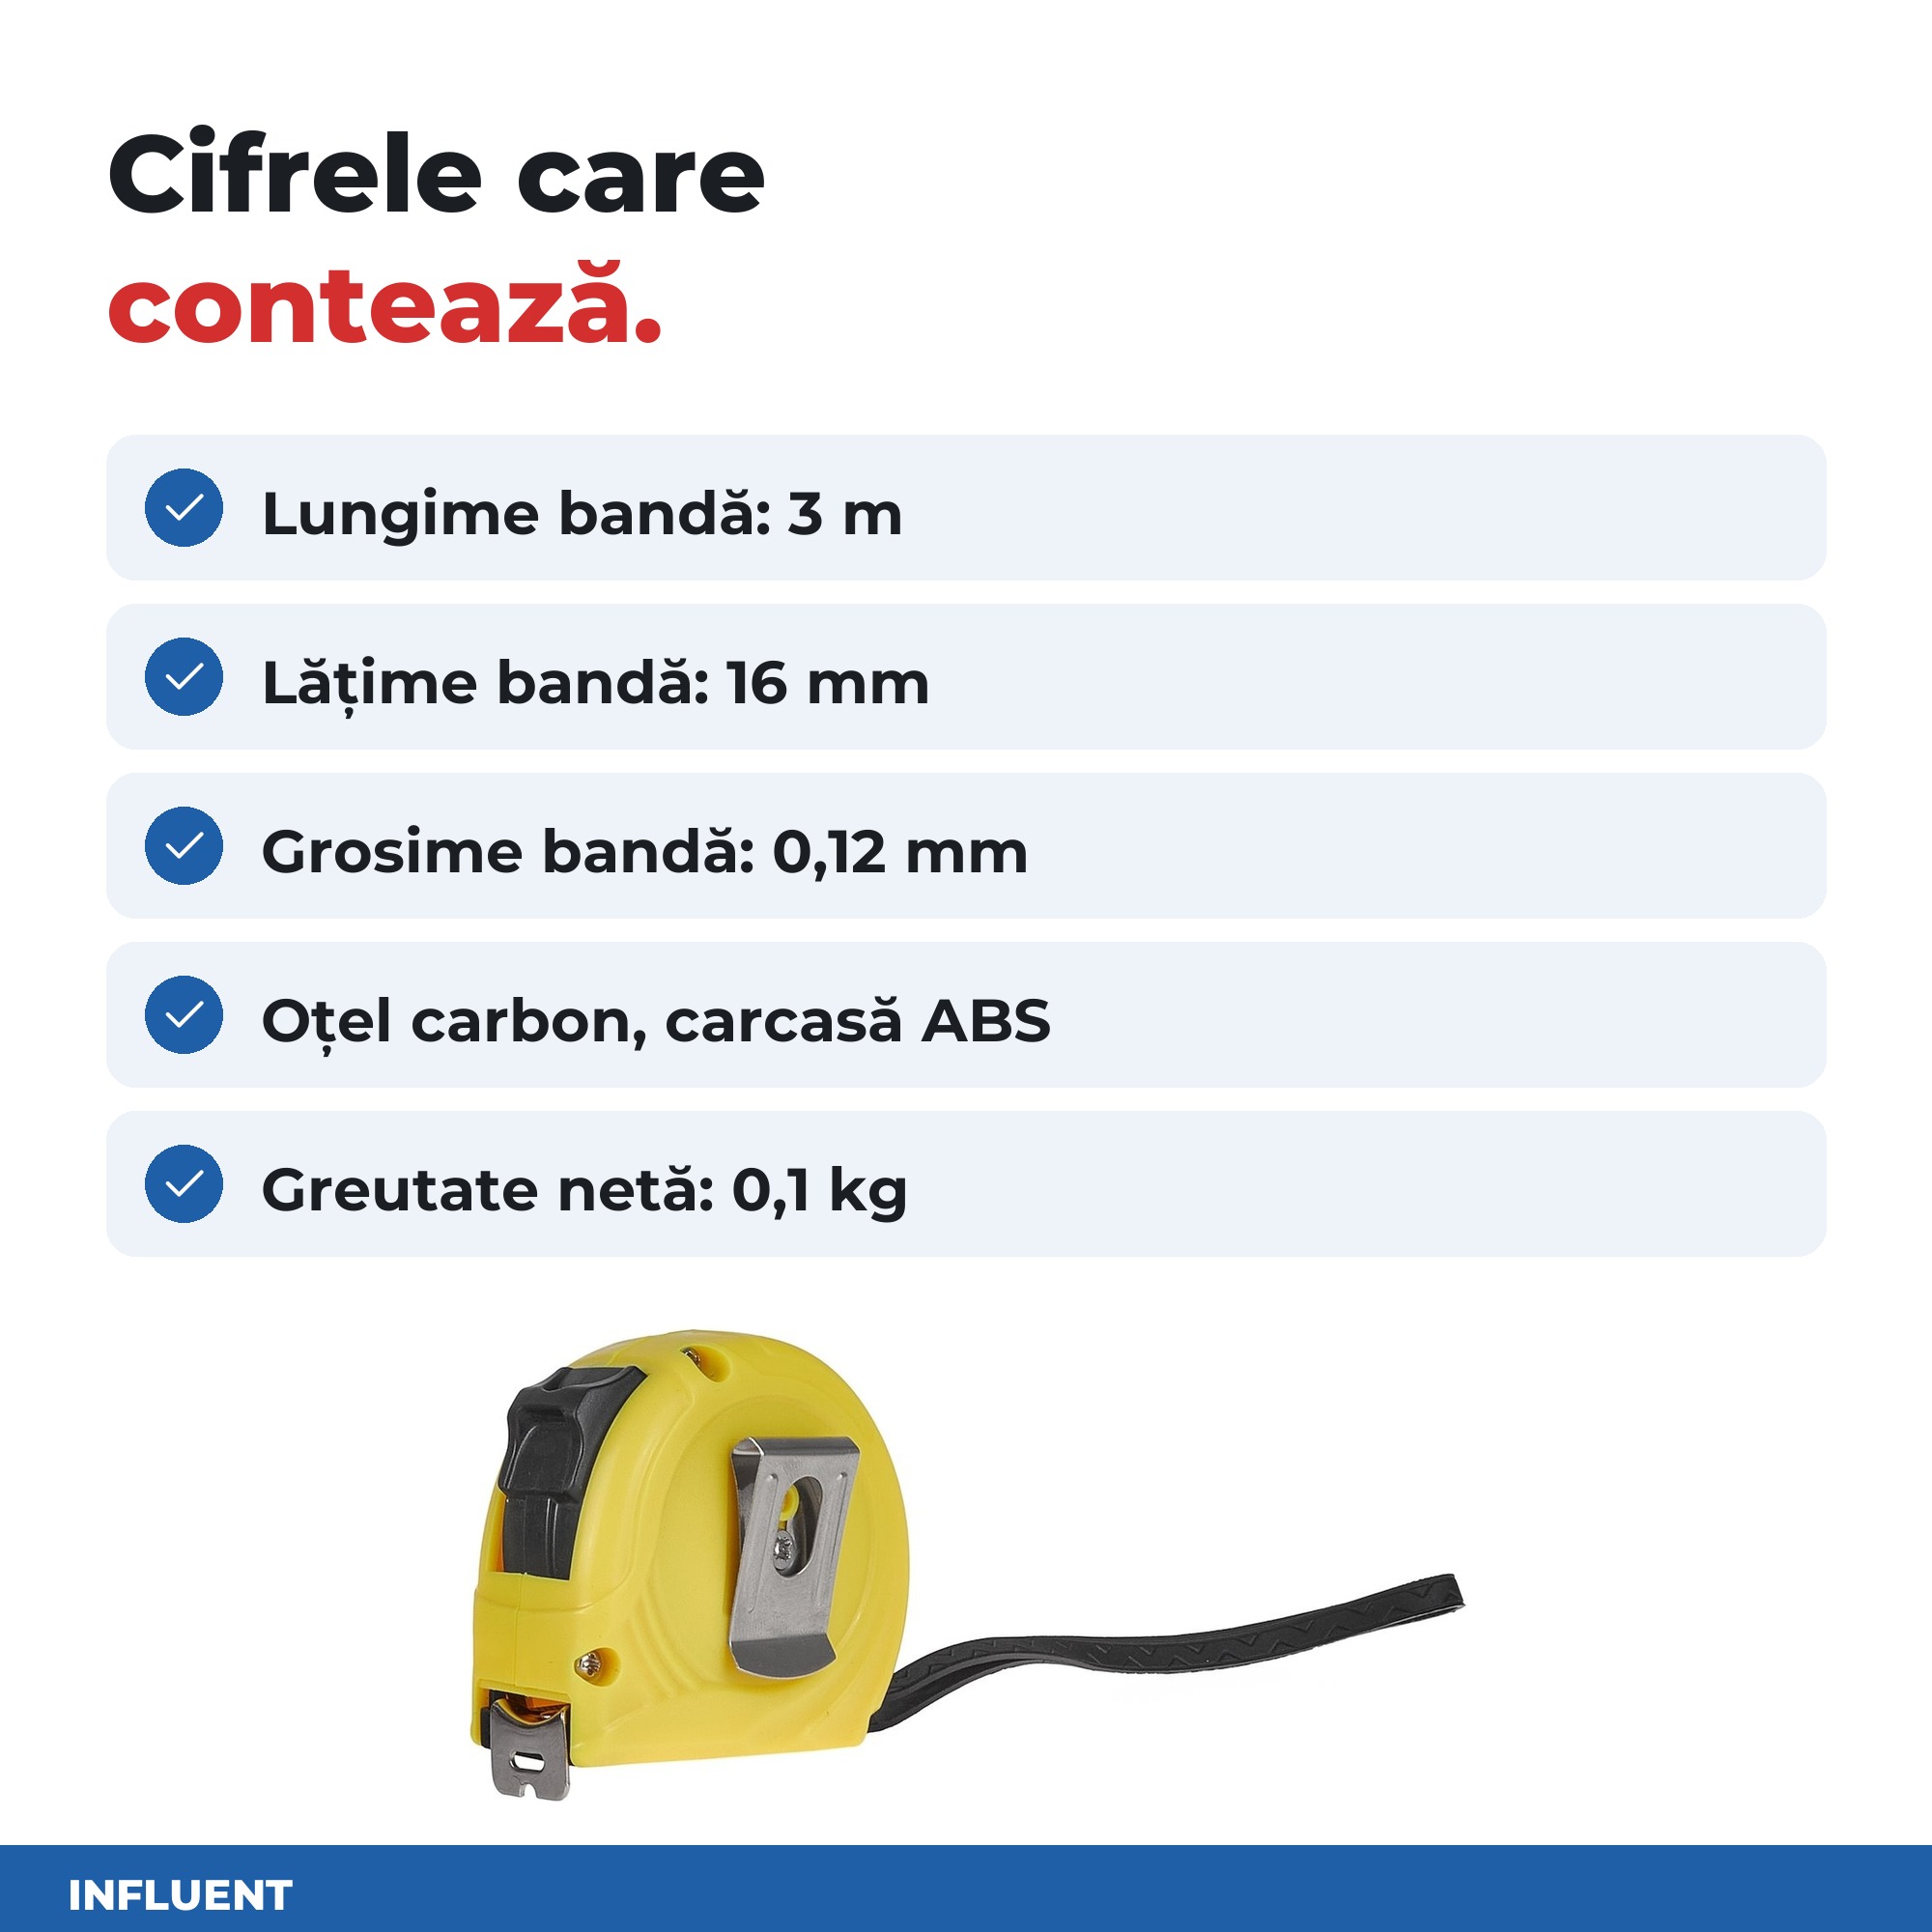 Cifrele care
contează.
Lungime bandă: 3 m
Lățime bandă: 16 mm
Grosime bandă: 0,12 mm
Oțel carbon, carcasă ABS
Greutate netă: 0,1 kg
INFLUENT